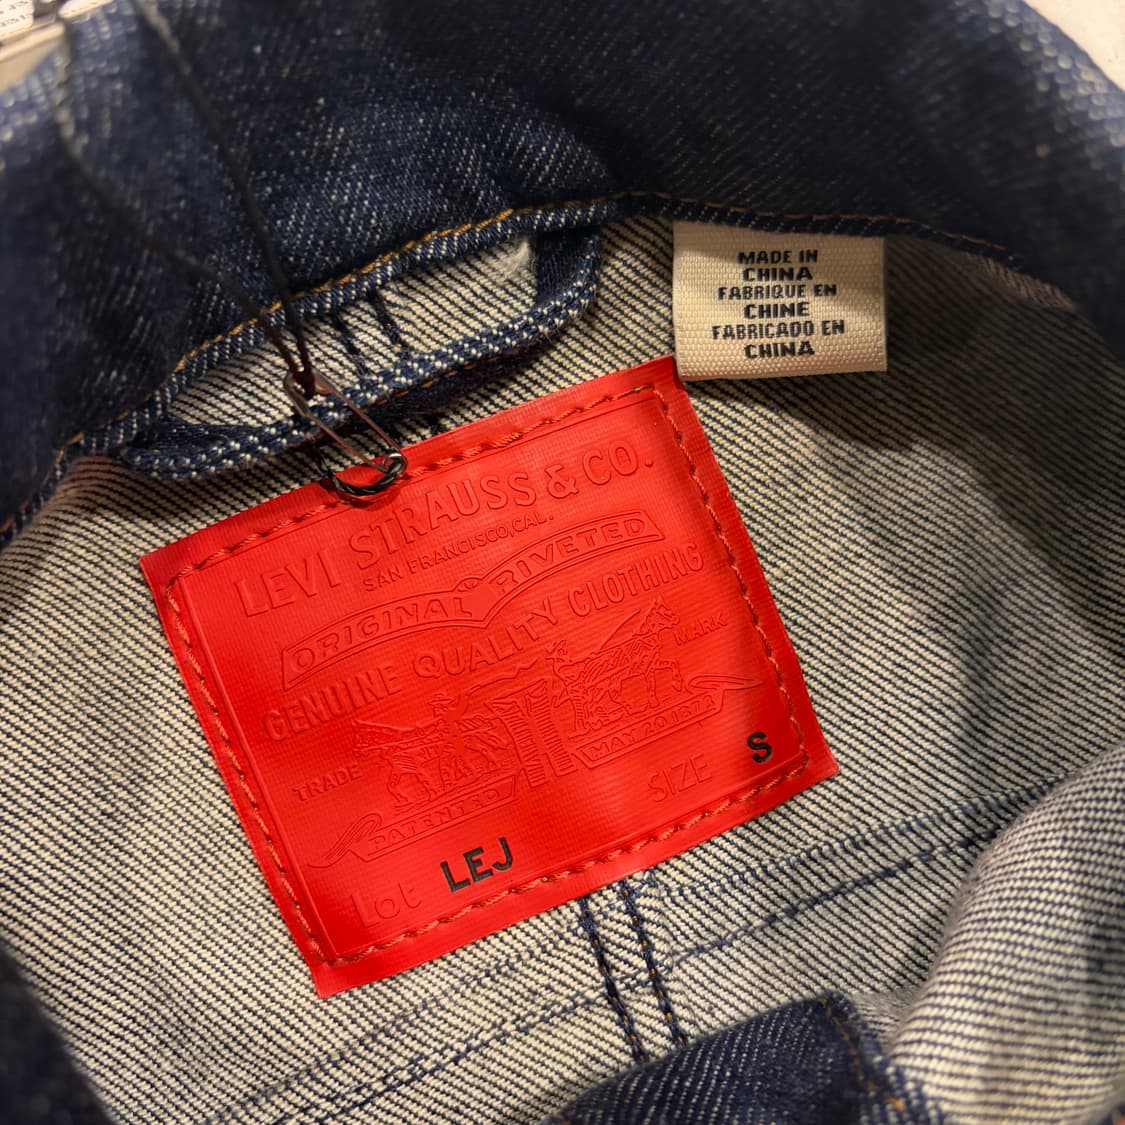 MADE IN
CHINA
FABRIQUE EN
CHINE
FABRICADO EN
CHINA
LEVI STRAUSS & CO.
SAN FRANCISCO, CAL.
ORIGINAL RIVETED
GENUINE QUALITY CLOTHING
TRADE MARK
PATENTED MAY 20 1873
SIZE S
Lot LEJ